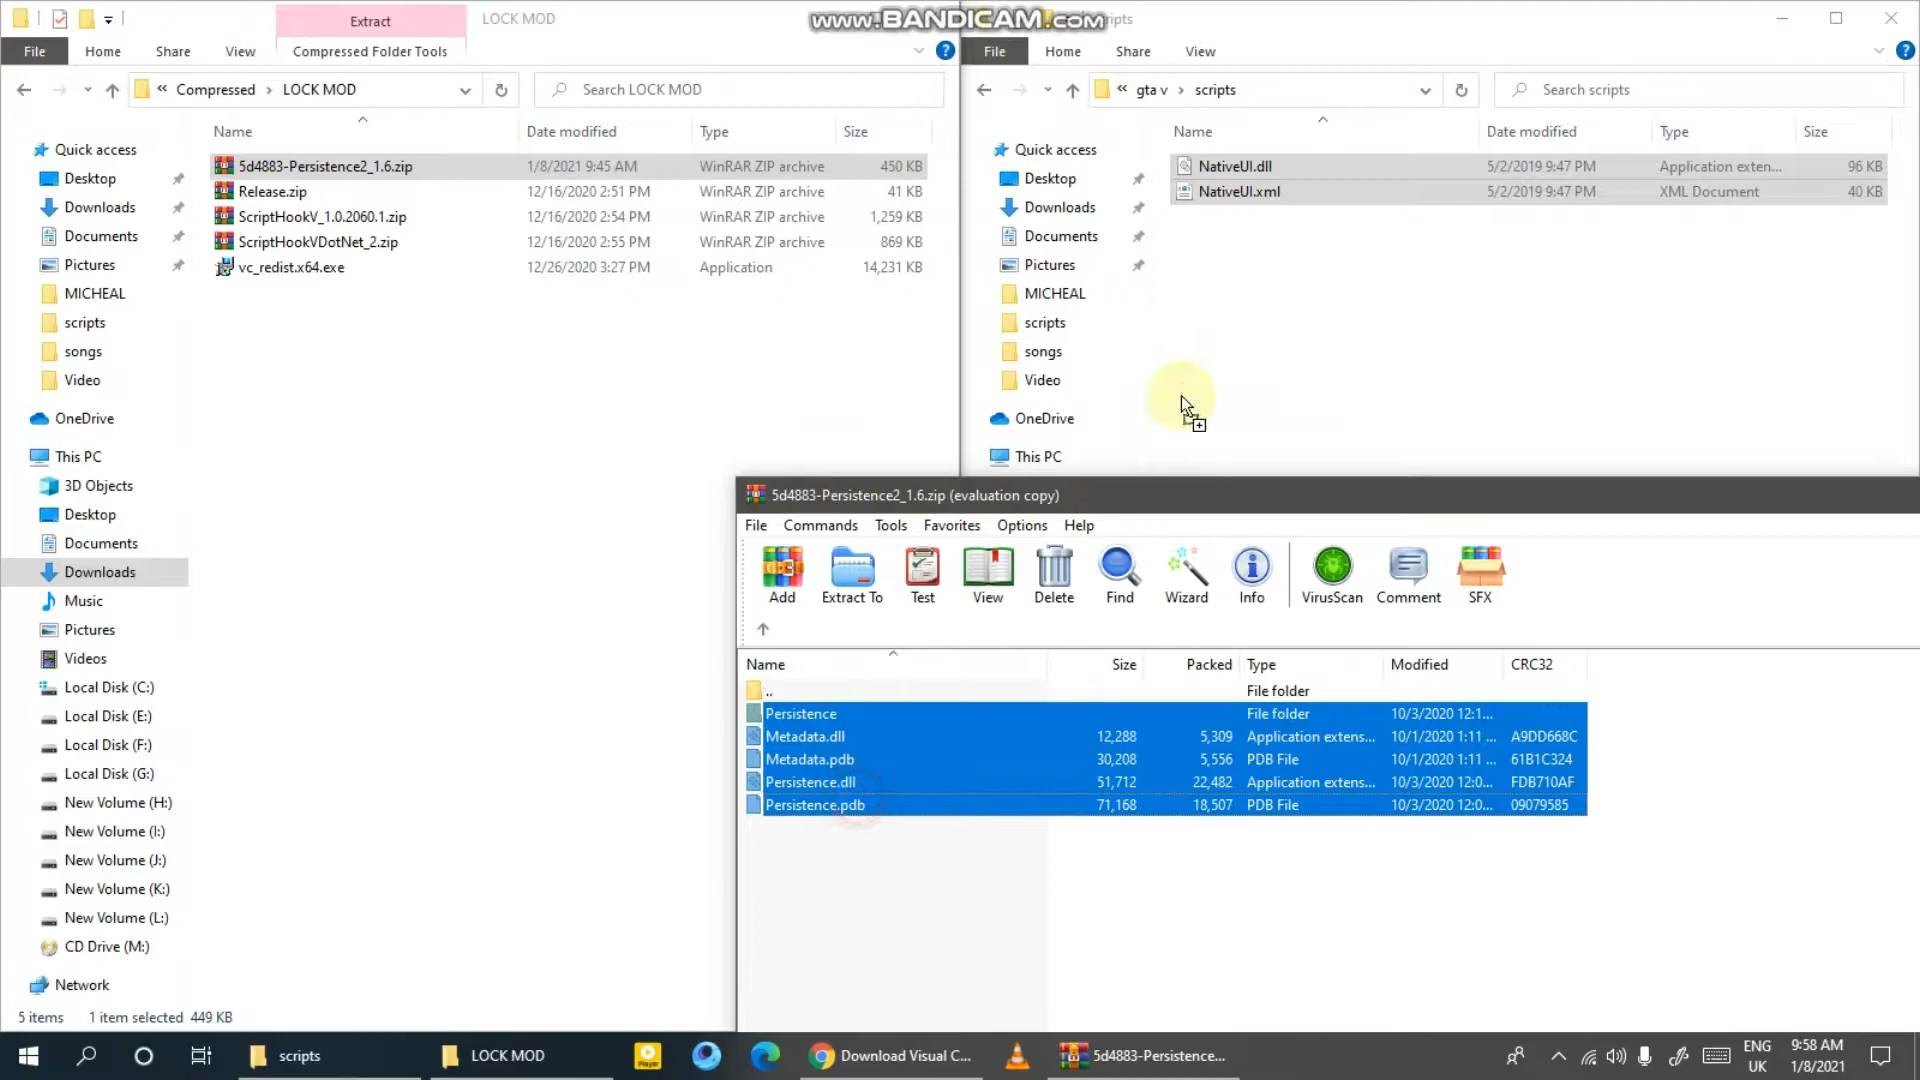 Extract
LOCK MOD
www.BANDICAM.com
scripts
File
Home
Share
View
Compressed Folder Tools
File
Home
Share
View
« Compressed › LOCK MOD
Search LOCK MOD
« gta v › scripts
Search scripts
Name
Date modified
Type
Size
Quick access
Desktop
Downloads
Documents
Pictures
MICHEAL
scripts
songs
Video
OneDrive
This PC
3D Objects
Desktop
Documents
Downloads
Music
Pictures
Videos
Local Disk (C:)
Local Disk (E:)
Local Disk (F:)
Local Disk (G:)
New Volume (H:)
New Volume (I:)
New Volume (J:)
New Volume (K:)
New Volume (L:)
CD Drive (M:)
Network
5d4883-Persistence2_1.6.zip 1/8/2021 9:45 AM WinRAR ZIP archive 450 KB
Release.zip 12/16/2020 2:51 PM WinRAR ZIP archive 41 KB
ScriptHookV_1.0.2060.1.zip 12/16/2020 2:54 PM WinRAR ZIP archive 1,259 KB
ScriptHookVDotNet_2.zip 12/16/2020 2:55 PM WinRAR ZIP archive 869 KB
vc_redist.x64.exe 12/26/2020 3:27 PM Application 14,231 KB
5 items 1 item selected 449 KB
Name
Date modified
Type
Size
Quick access
Desktop
Downloads
Documents
Pictures
MICHEAL
scripts
songs
Video
OneDrive
This PC
NativeUI.dll 5/2/2019 9:47 PM Application exten... 96 KB
NativeUI.xml 5/2/2019 9:47 PM XML Document 40 KB
5d4883-Persistence2_1.6.zip (evaluation copy)
File Commands Tools Favorites Options Help
Add Extract To Test View Delete Find Wizard Info VirusScan Comment SFX
Name Size Packed Type Modified CRC32
.. File folder
Persistence File folder 10/3/2020 12:1...
Metadata.dll 12,288 5,309 Application extens... 10/1/2020 1:11 ... A9DD668C
Metadata.pdb 30,208 5,556 PDB File 10/1/2020 1:11 ... 61B1C324
Persistence.dll 51,712 22,482 Application extens... 10/3/2020 12:0... FDB710AF
Persistence.pdb 71,168 18,507 PDB File 10/3/2020 12:0... 09079585
scripts
LOCK MOD
Player
Download Visual C...
5d4883-Persistence...
ENG
UK
9:58 AM
1/8/2021